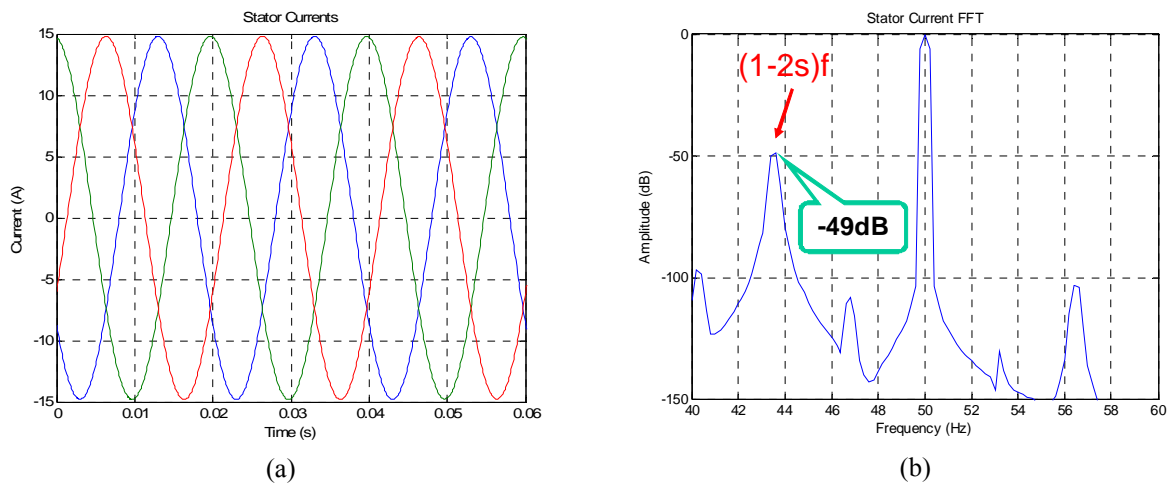 Stator Currents
15
10
5
0
-5
-10
-15
Current (A)
0 0.01 0.02 0.03 0.04 0.05 0.06
Time (s)
(a)
Stator Current FFT
(1-2s)f
-49dB
0
-50
-100
-150
Amplitude (dB)
40 42 44 46 48 50 52 54 56 58 60
Frequency (Hz)
(b)